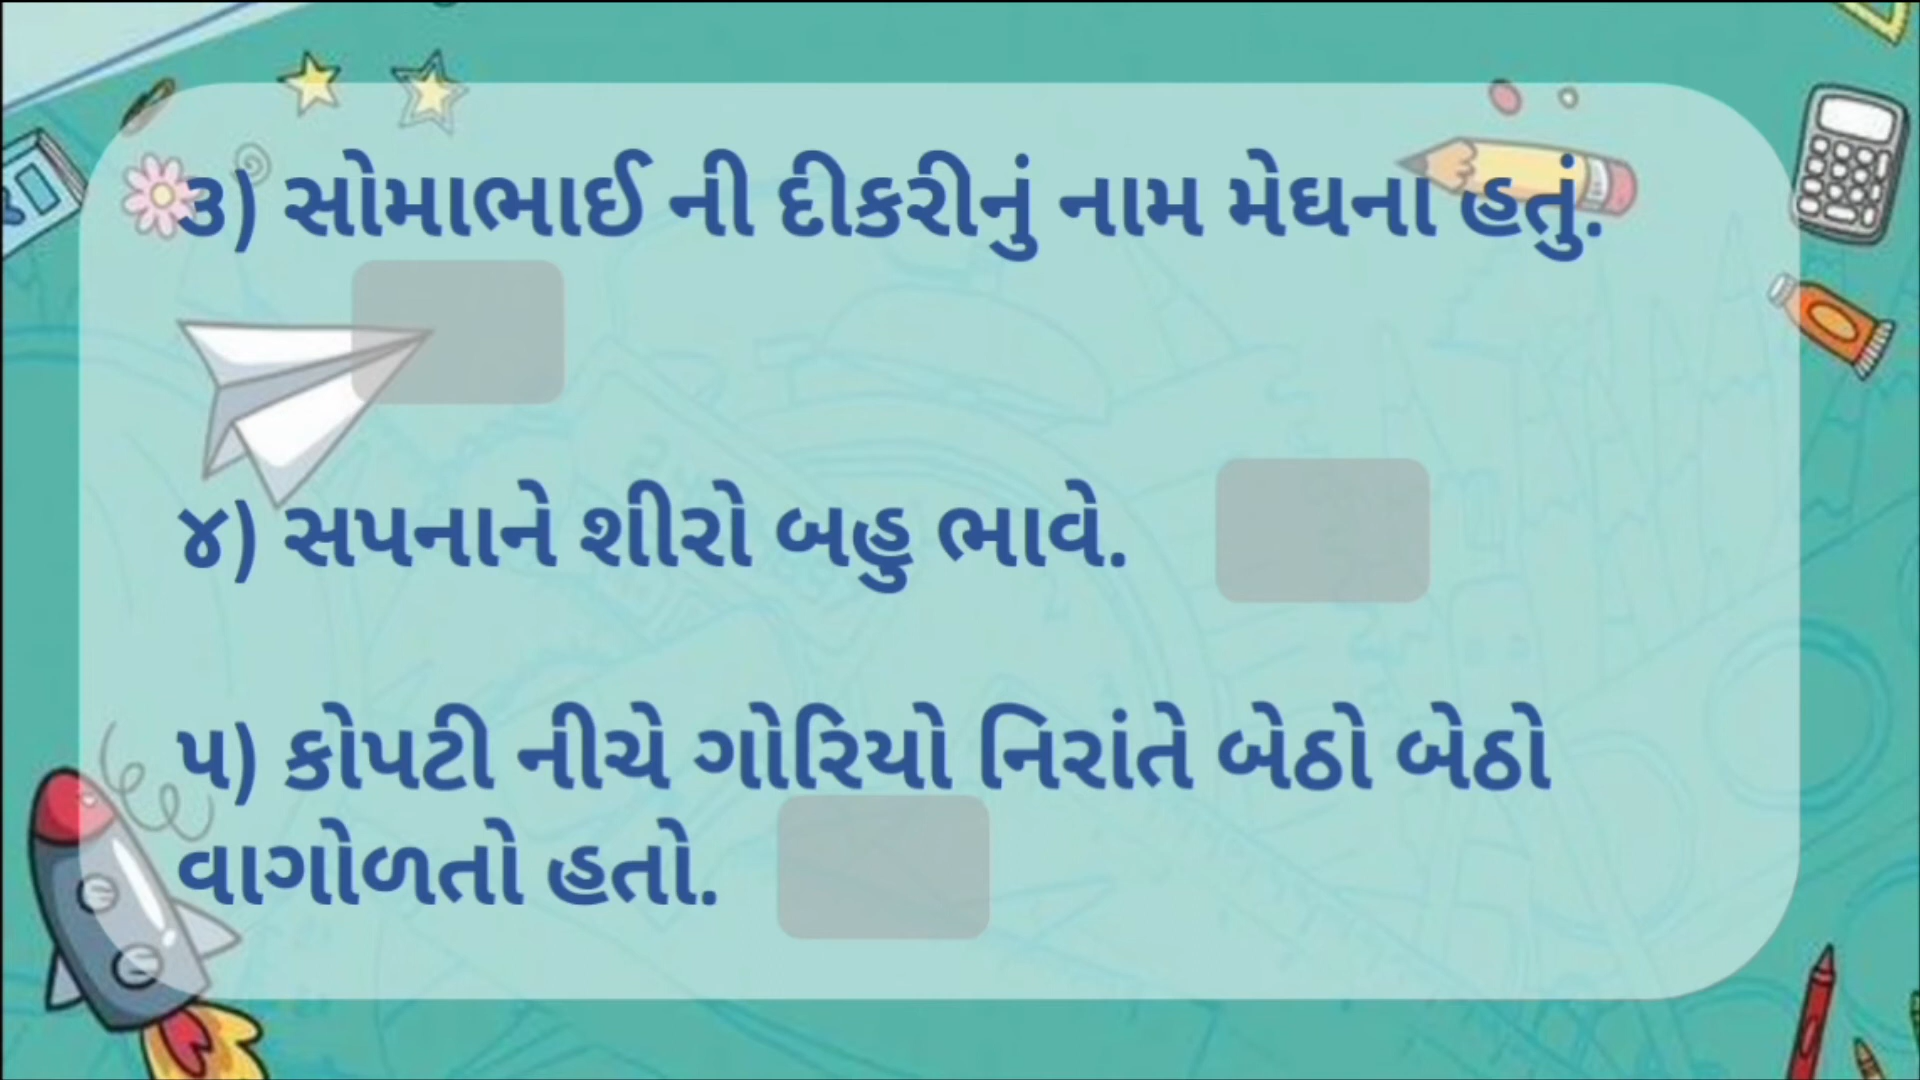 ૩) સોમાભાઈ ની દીકરીનું નામ મેઘના હતું.
૪) સપનાને શીરો બહુ ભાવે.
૫) કોપટી નીચે ગોરિયો નિરાંતે બેઠો બેઠો
વાગોળતો હતો.